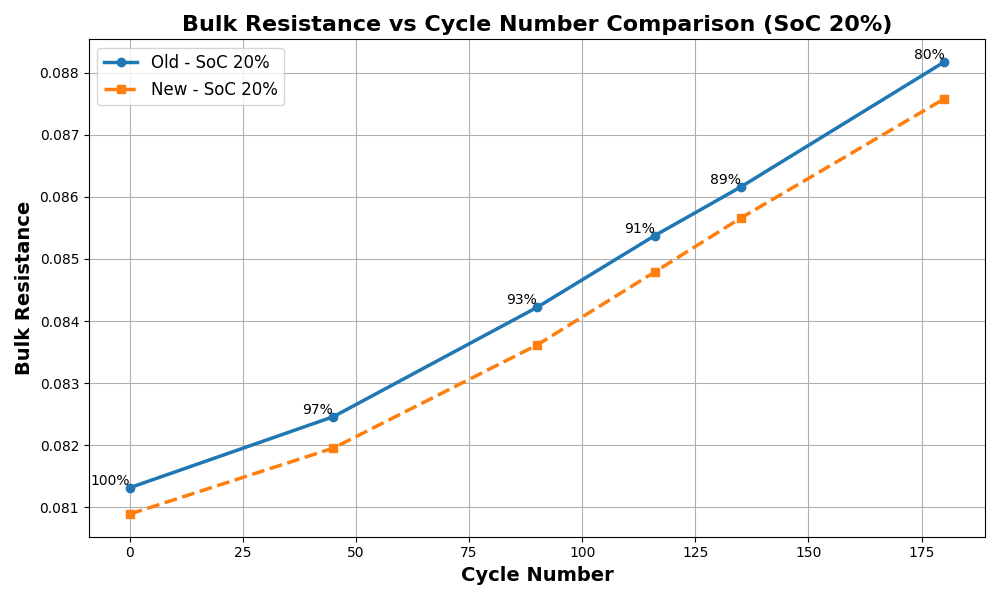 Bulk Resistance vs Cycle Number Comparison (SoC 20%)
Old - SoC 20%
New - SoC 20%
80%
89%
91%
93%
97%
100%
0.088
0.087
0.086
0.085
0.084
0.083
0.082
0.081
Bulk Resistance
0 25 50 75 100 125 150 175
Cycle Number